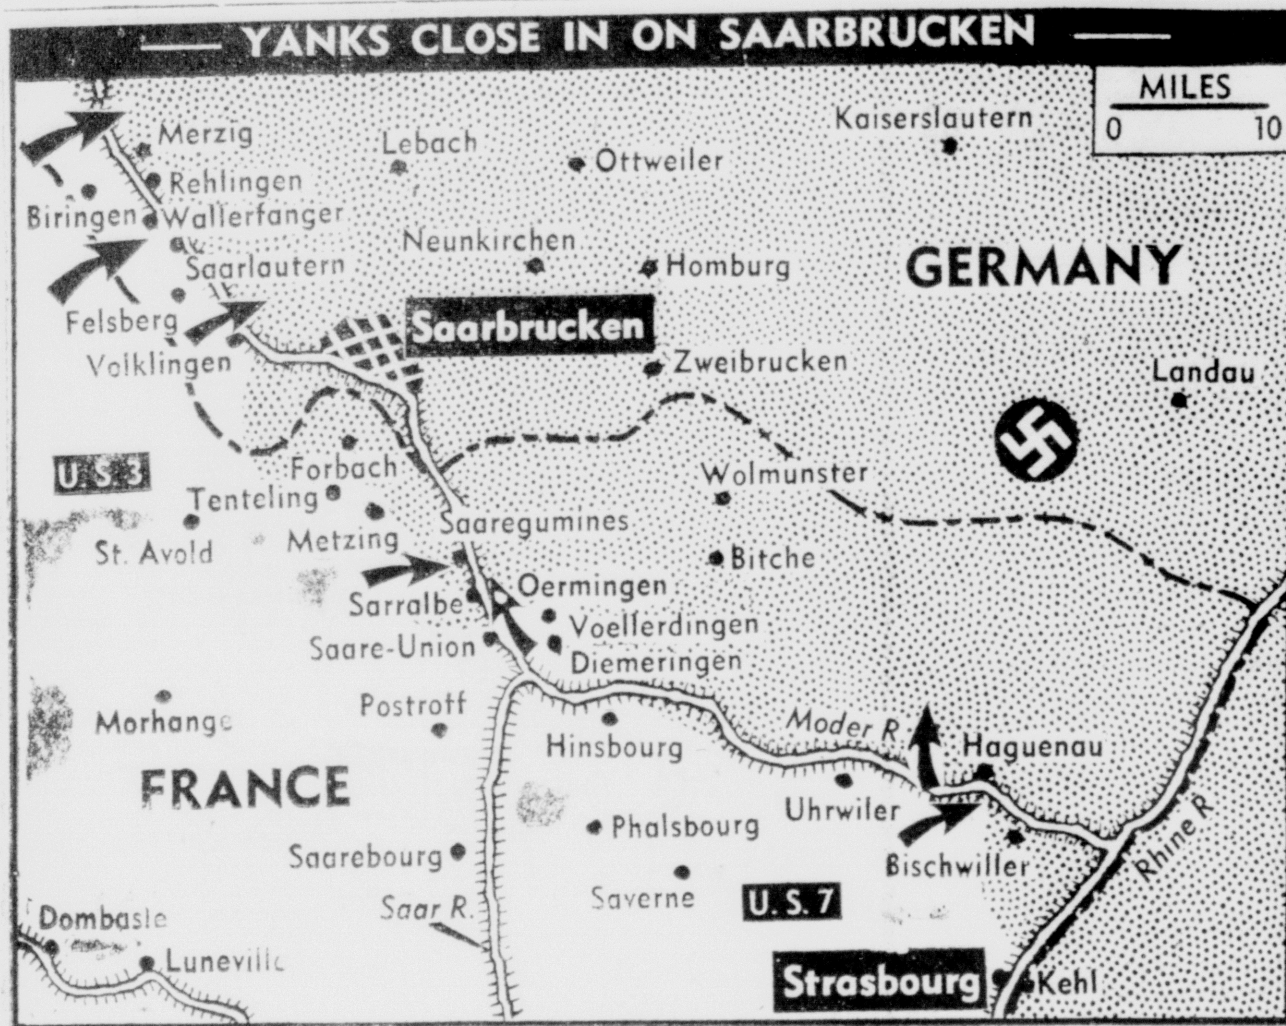 YANKS CLOSE IN ON SAARBRUCKEN
MILES
0 10
Kaiserslautern
Merzig
Lebach
Ottweiler
Rehlingen
Biringen
Wallerfanger
Neunkirchen
Saarlautern
Homburg
GERMANY
Felsberg
Saarbrucken
Volklingen
Zweibrucken
Landau
U.S.3
Forbach
Wolmunster
Tenteling
Saaregumines
St. Avold
Metzing
Bitche
Oermingen
Sarralbe
Voellerdingen
Saare-Union
Diemeringen
Morhange
Postroff
Hinsbourg
Moder R.
Haguenau
FRANCE
Uhrwiler
Phalsbourg
Saarebourg
Bischwiller
Rhine R.
Saverne
U.S.7
Saar R.
Dombasle
Luneville
Strasbourg
Kehl